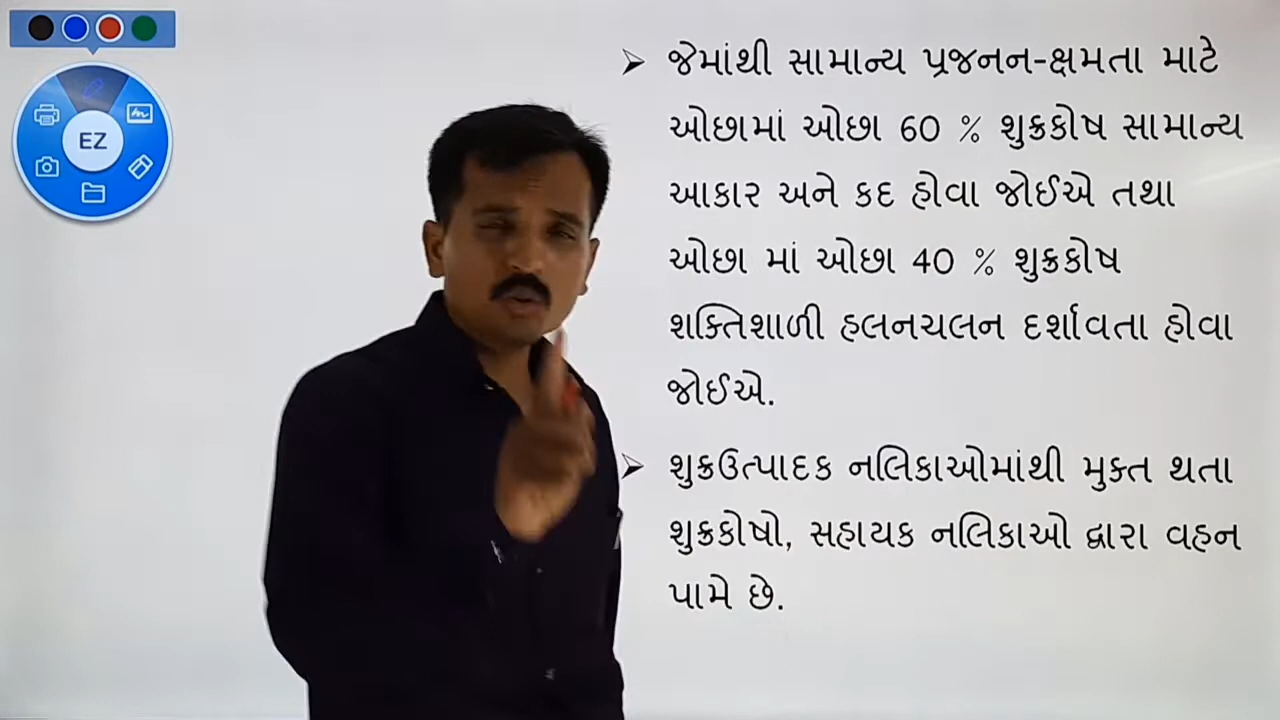 EZ
જેમાંથી સામાન્ય પ્રજનન-ક્ષમતા માટે
ઓછામાં ઓછા 60 % શુક્રકોષ સામાન્ય
આકાર અને કદ હોવા જોઈએ તથા
ઓછા માં ઓછા 40 % શુક્રકોષ
શક્તિશાળી હલનચલન દર્શાવતા હોવા
જોઈએ.
શુક્રઉત્પાદક નલિકાઓમાંથી મુક્ત થતા
શુક્રકોષો, સહાયક નલિકાઓ દ્વારા વહન
પામે છે.